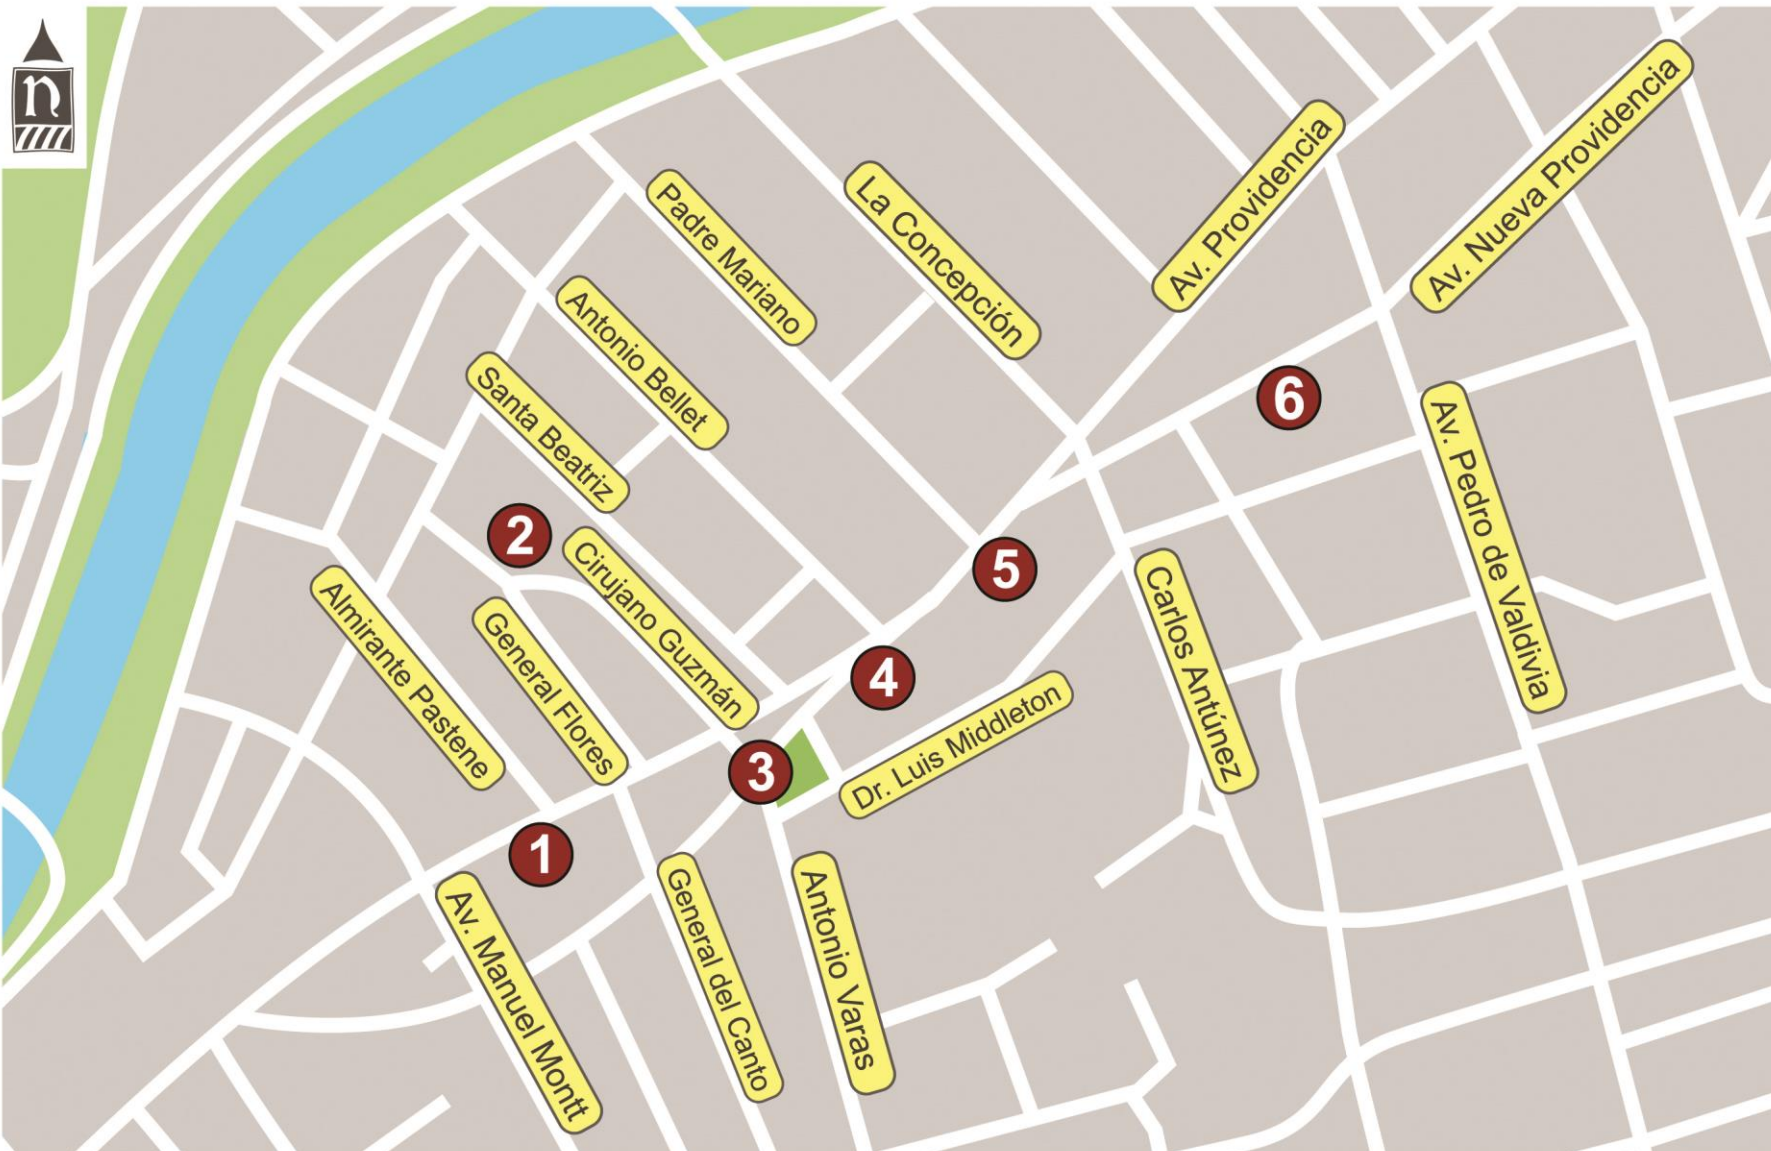 n
Av. Nueva Providencia
Av. Providencia
La Concepción
Padre Mariano
Antonio Bellet
Santa Beatriz
6
Av. Pedro de Valdivia
2
Cirujano Guzmán
5
Carlos Antúnez
Almirante Pastene
General Flores
4
Dr. Luis Middleton
3
1
General del Canto
Antonio Varas
Av. Manuel Montt